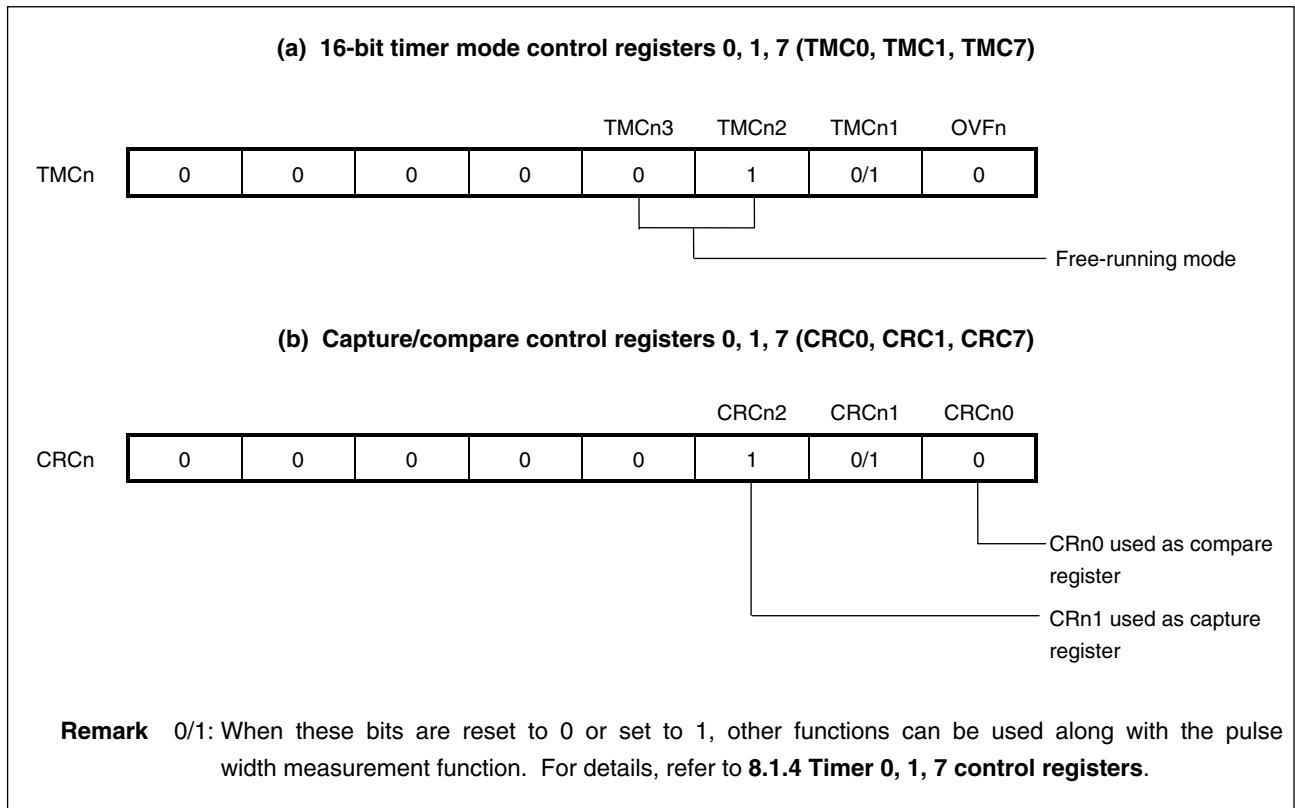 (a) 16-bit timer mode control registers 0, 1, 7 (TMC0, TMC1, TMC7)
TMCn3 TMCn2 TMCn1 OVFn
TMCn 0 0 0 0 0 1 0/1 0
Free-running mode
(b) Capture/compare control registers 0, 1, 7 (CRC0, CRC1, CRC7)
CRCn2 CRCn1 CRCn0
CRCn 0 0 0 0 0 1 0/1 0
CRn0 used as compare
register
CRn1 used as capture
register
Remark 0/1: When these bits are reset to 0 or set to 1, other functions can be used along with the pulse
width measurement function. For details, refer to 8.1.4 Timer 0, 1, 7 control registers.